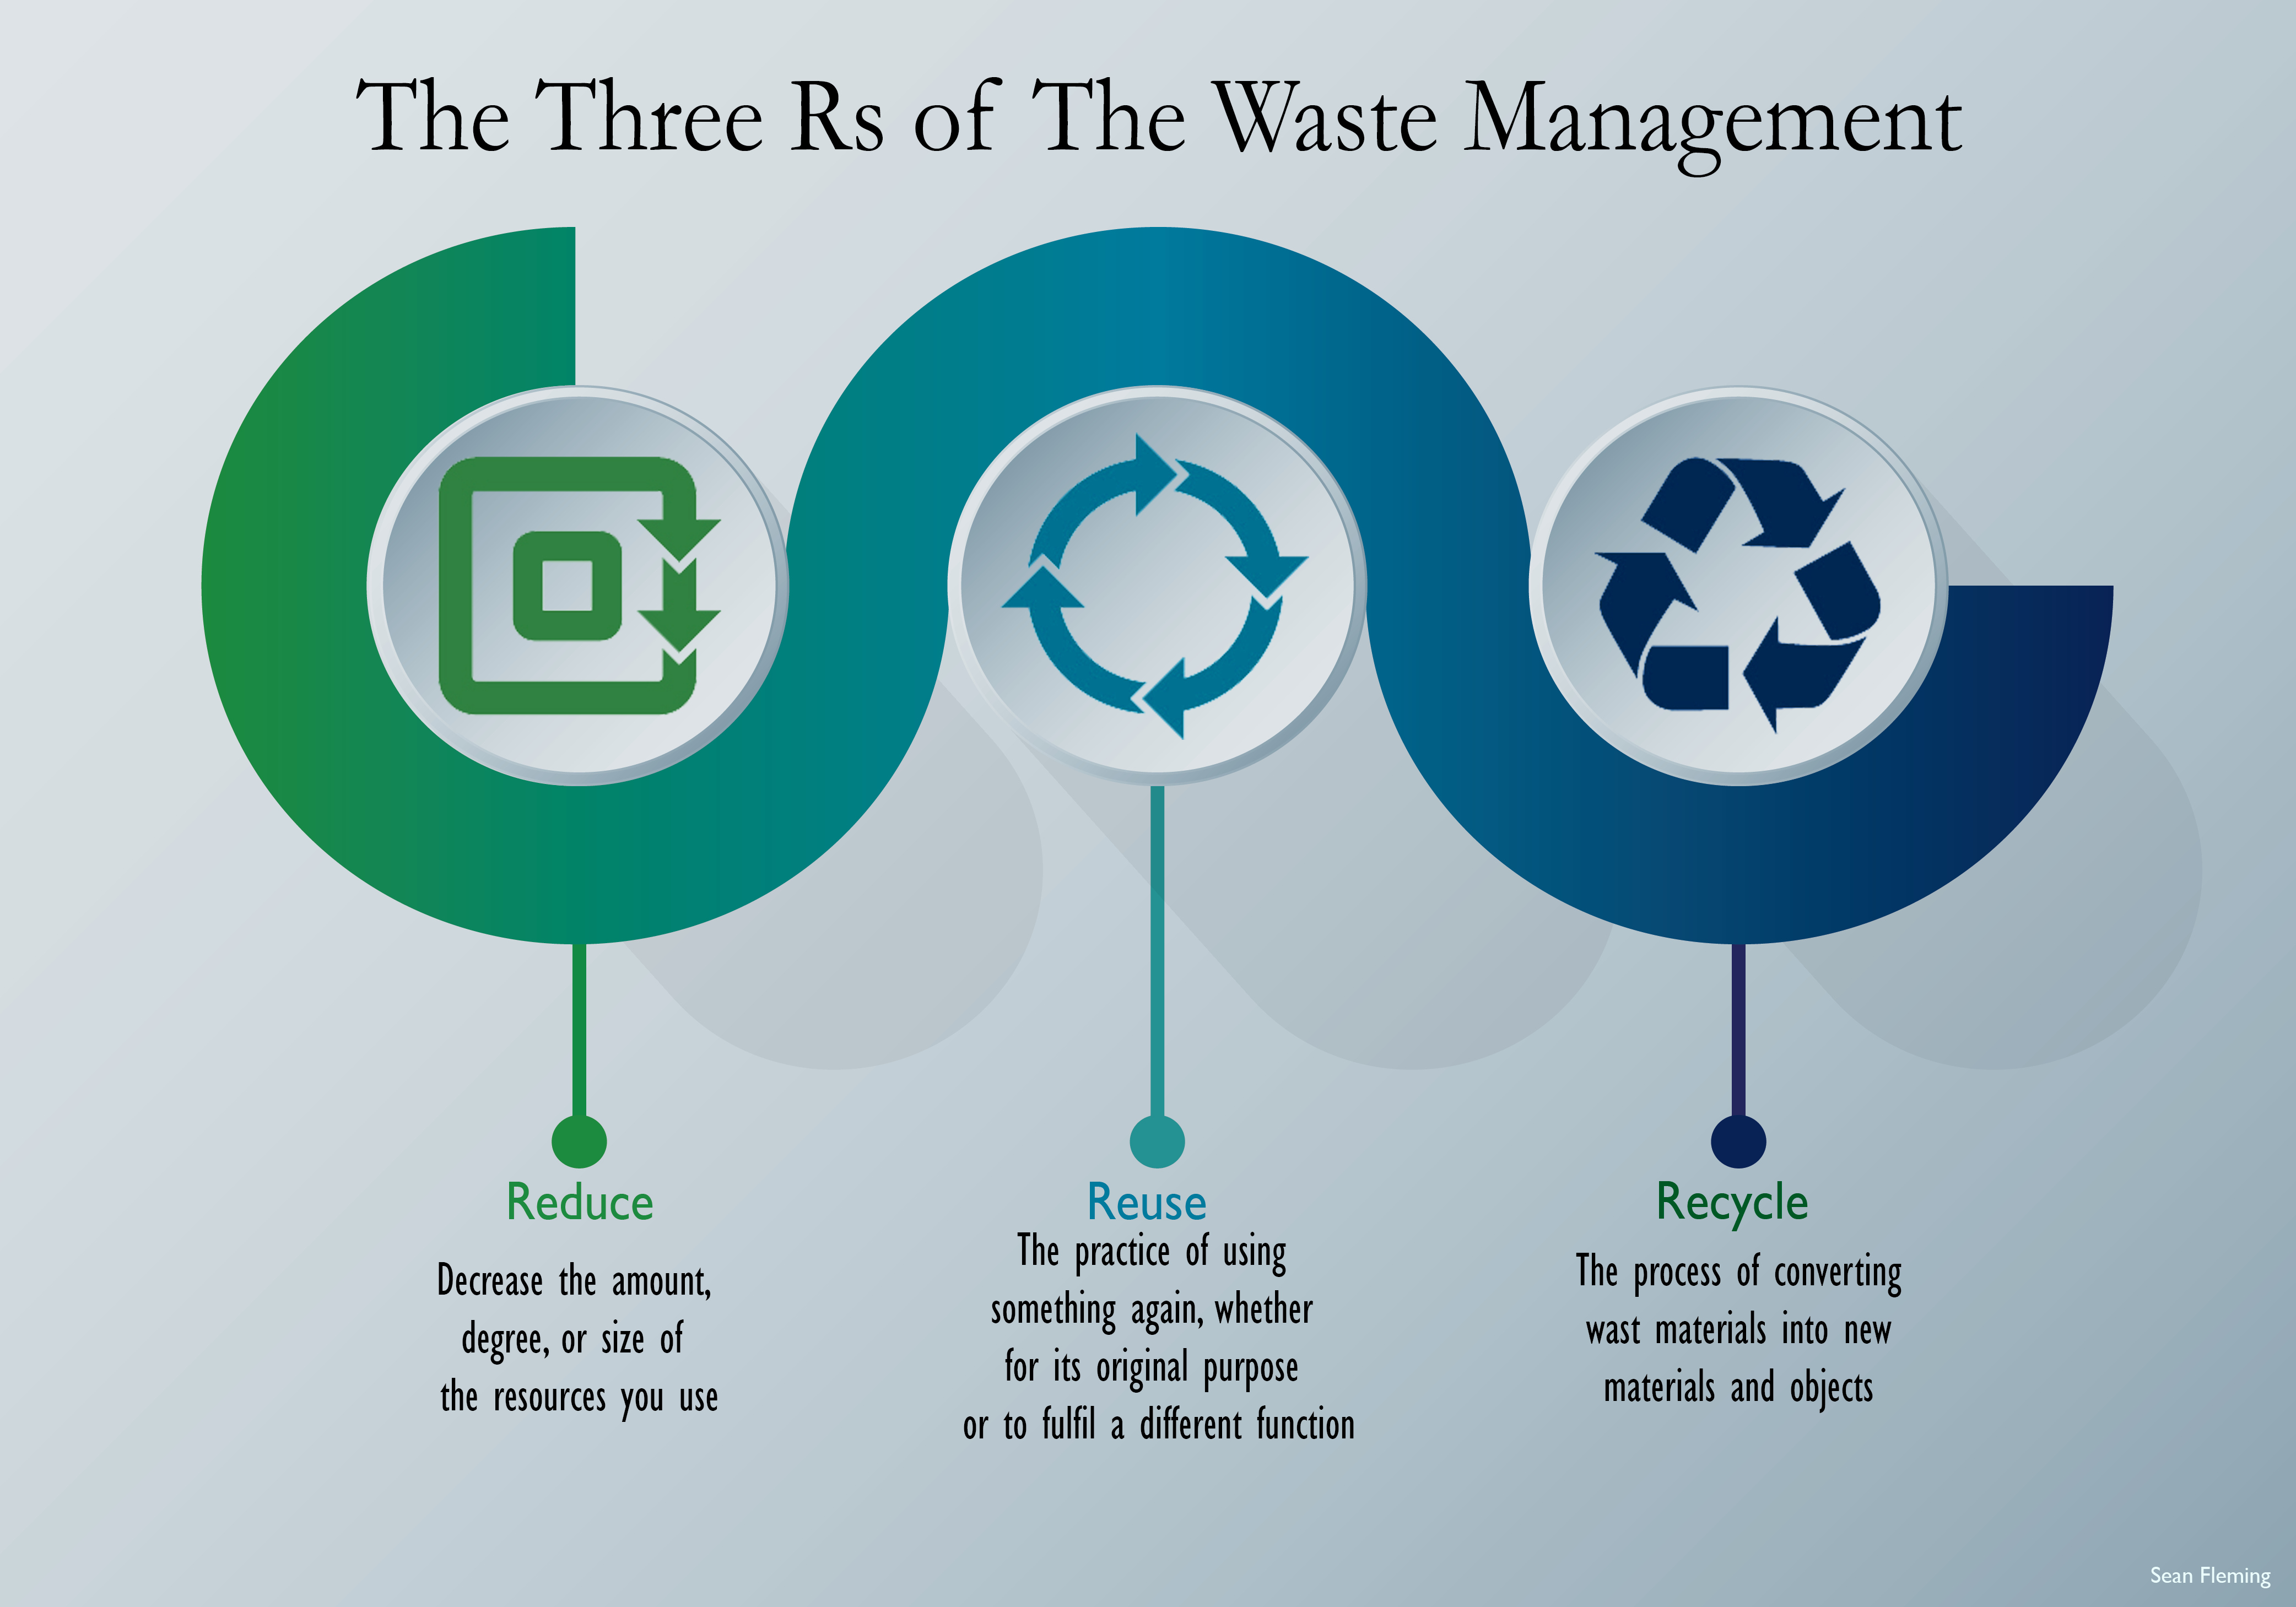 The Three Rs of The Waste Management
Reduce
Decrease the amount,
degree, or size of
the resources you use
Reuse
The practice of using
something again, whether
for its original purpose
or to fulfil a different function
Recycle
The process of converting
wast materials into new
materials and objects
Sean Fleming